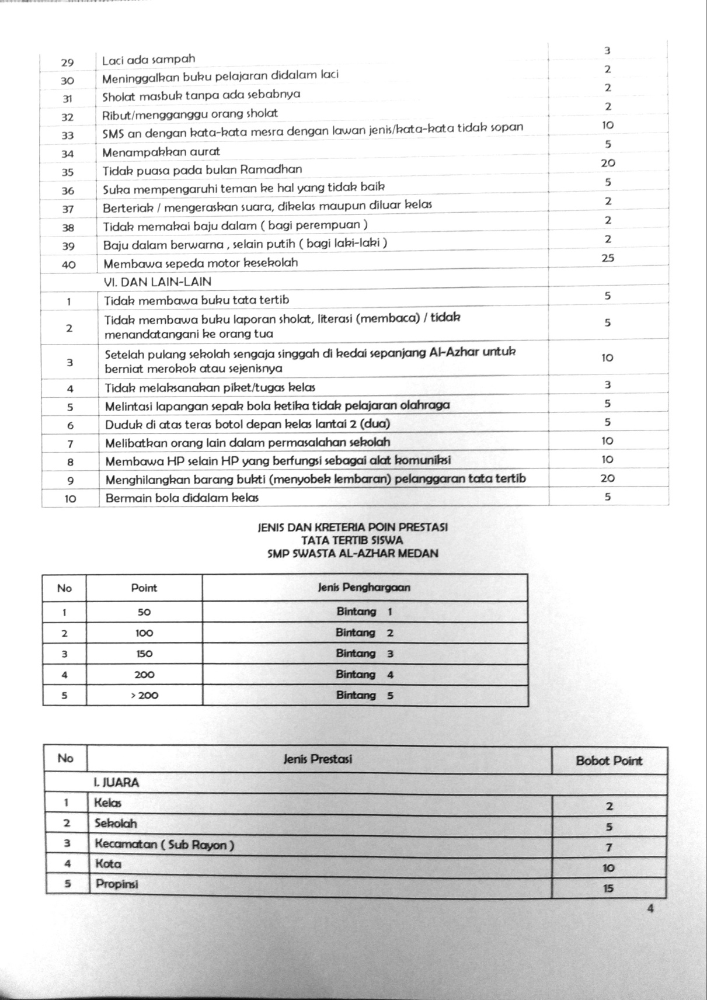 29 Laci ada sampah 3
30 Meninggalkan buku pelajaran didalam laci 2
31 Sholat masbuk tanpa ada sebabnya 2
32 Ribut/mengganggu orang sholat 2
33 SMS an dengan kata-kata mesra dengan lawan jenis/kata-kata tidak sopan 10
34 Menampakkan aurat 5
35 Tidak puasa pada bulan Ramadhan 20
36 Suka mempengaruhi teman ke hal yang tidak baik 5
37 Berteriak / mengeraskan suara, dikelas maupun diluar kelas 2
38 Tidak memakai baju dalam ( bagi perempuan ) 2
39 Baju dalam berwarna , selain putih ( bagi laki-laki ) 2
40 Membawa sepeda motor kesekolah 25
VI. DAN LAIN-LAIN
1 Tidak membawa buku tata tertib 5
2 Tidak membawa buku laporan sholat, literasi (membaca) / tidak
menandatangani ke orang tua 5
3 Setelah pulang sekolah sengaja singgah di kedai sepanjang Al-Azhar untuk
berniat merokok atau sejenisnya 10
4 Tidak melaksanakan piket/tugas kelas 3
5 Melintasi lapangan sepak bola ketika tidak pelajaran olahraga 5
6 Duduk di atas teras botol depan kelas lantai 2 (dua) 5
7 Melibatkan orang lain dalam permasalahan sekolah 10
8 Membawa HP selain HP yang berfungsi sebagai alat komuniksi 10
9 Menghilangkan barang bukti (menyobek lembaran) pelanggaran tata tertib 20
10 Bermain bola didalam kelas 5
JENIS DAN KRETERIA POIN PRESTASI
TATA TERTIB SISWA
SMP SWASTA AL-AZHAR MEDAN
No Point Jenis Penghargaan
1 50 Bintang 1
2 100 Bintang 2
3 150 Bintang 3
4 200 Bintang 4
5 > 200 Bintang 5
No Jenis Prestasi Bobot Point
I. JUARA
1 Kelas 2
2 Sekolah 5
3 Kecamatan ( Sub Rayon ) 7
4 Kota 10
5 Propinsi 15
4